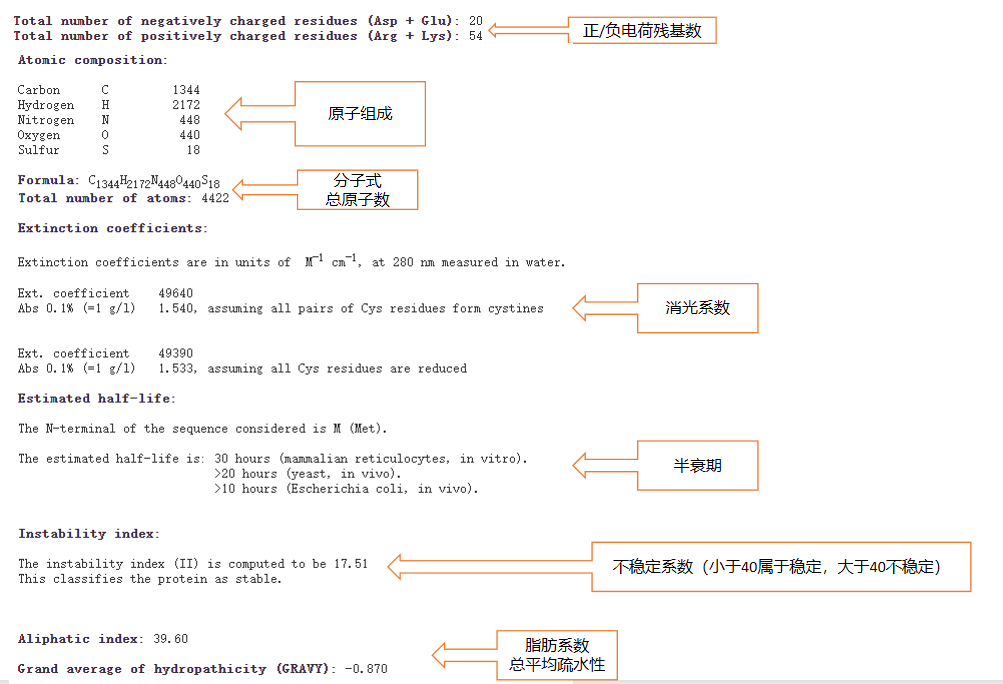 Total number of negatively charged residues (Asp + Glu): 20
Total number of positively charged residues (Arg + Lys): 54
正/负电荷残基数
Atomic composition:
Carbon C 1344
Hydrogen H 2172
Nitrogen N 448
Oxygen O 440
Sulfur S 18
原子组成
Formula: C1344H2172N448O440S18
Total number of atoms: 4422
分子式
总原子数
Extinction coefficients:
Extinction coefficients are in units of M-1 cm-1, at 280 nm measured in water.
Ext. coefficient 49640
Abs 0.1% (=1 g/l) 1.540, assuming all pairs of Cys residues form cystines
消光系数
Ext. coefficient 49390
Abs 0.1% (=1 g/l) 1.533, assuming all Cys residues are reduced
Estimated half-life:
The N-terminal of the sequence considered is M (Met).
The estimated half-life is: 30 hours (mammalian reticulocytes, in vitro).
>20 hours (yeast, in vivo).
>10 hours (Escherichia coli, in vivo).
半衰期
Instability index:
The instability index (II) is computed to be 17.51
This classifies the protein as stable.
不稳定系数（小于40属于稳定，大于40不稳定）
Aliphatic index: 39.60
Grand average of hydropathicity (GRAVY): -0.870
脂肪系数
总平均疏水性